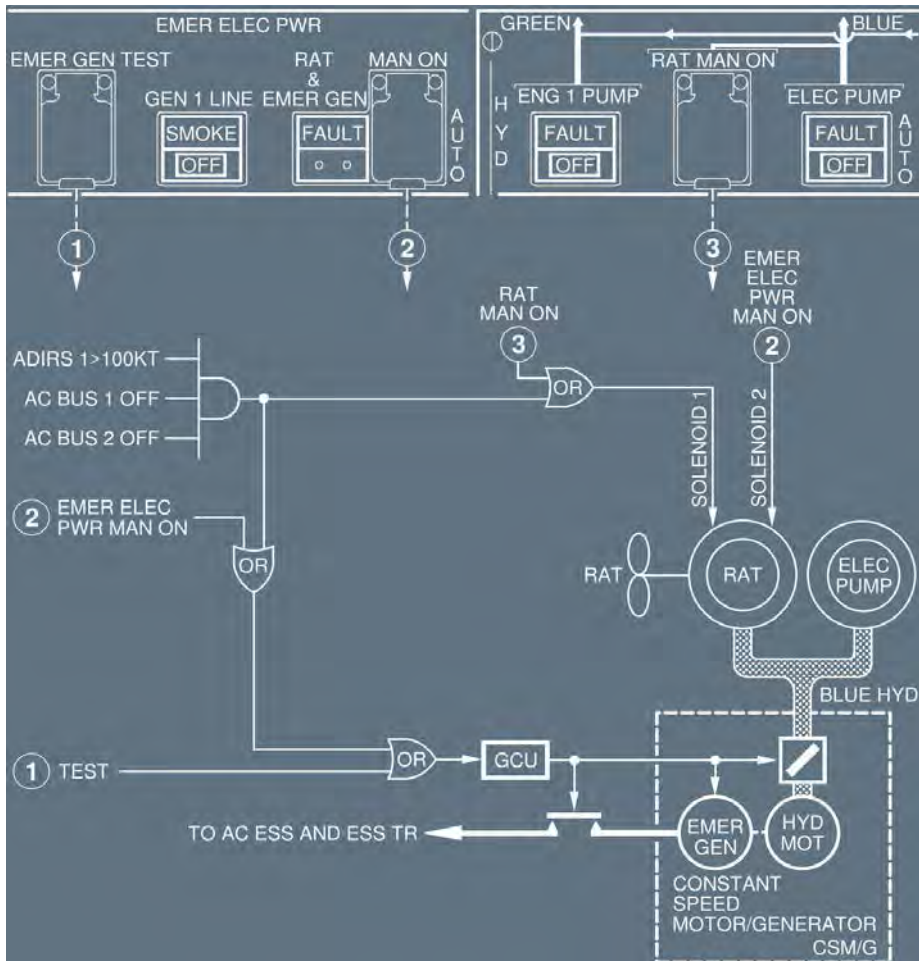 EMER ELEC PWR
EMER GEN TEST
GEN 1 LINE
SMOKE
OFF
RAT
&
EMER GEN
FAULT
MAN ON
AUTO
GREEN
BLUE
RAT MAN ON
HYD
ENG 1 PUMP
FAULT
OFF
ELEC PUMP
FAULT
OFF
AUTO
1
2
3
RAT
MAN ON
3
EMER
ELEC
PWR
MAN ON
2
ADIRS 1>100KT
AC BUS 1 OFF
AC BUS 2 OFF
OR
SOLENOID 1
SOLENOID 2
2
EMER ELEC
PWR MAN ON
OR
RAT
RAT
ELEC
PUMP
BLUE HYD
1
TEST
OR
GCU
TO AC ESS AND ESS TR
EMER
GEN
HYD
MOT
CONSTANT
SPEED
MOTOR/GENERATOR
CSM/G